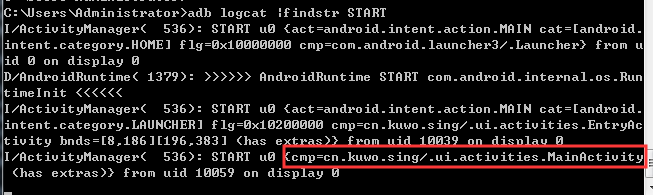 C:\Users\Administrator>adb logcat |findstr START
I/ActivityManager(  536): START u0 {act=android.intent.action.MAIN cat=[android.
intent.category.HOME] flg=0x10000000 cmp=com.android.launcher3/.Launcher} from u
id 0 on display 0
D/AndroidRuntime( 1379): >>>>>> AndroidRuntime START com.android.internal.os.Run
timeInit <<<<<<
I/ActivityManager(  536): START u0 {act=android.intent.action.MAIN cat=[android.
intent.category.LAUNCHER] flg=0x10200000 cmp=cn.kuwo.sing/.ui.activities.EntryAc
tivity bnds=[8,186][196,383] (has extras)} from uid 10039 on display 0
I/ActivityManager(  536): START u0 {cmp=cn.kuwo.sing/.ui.activities.MainActivity
(has extras)} from uid 10059 on display 0